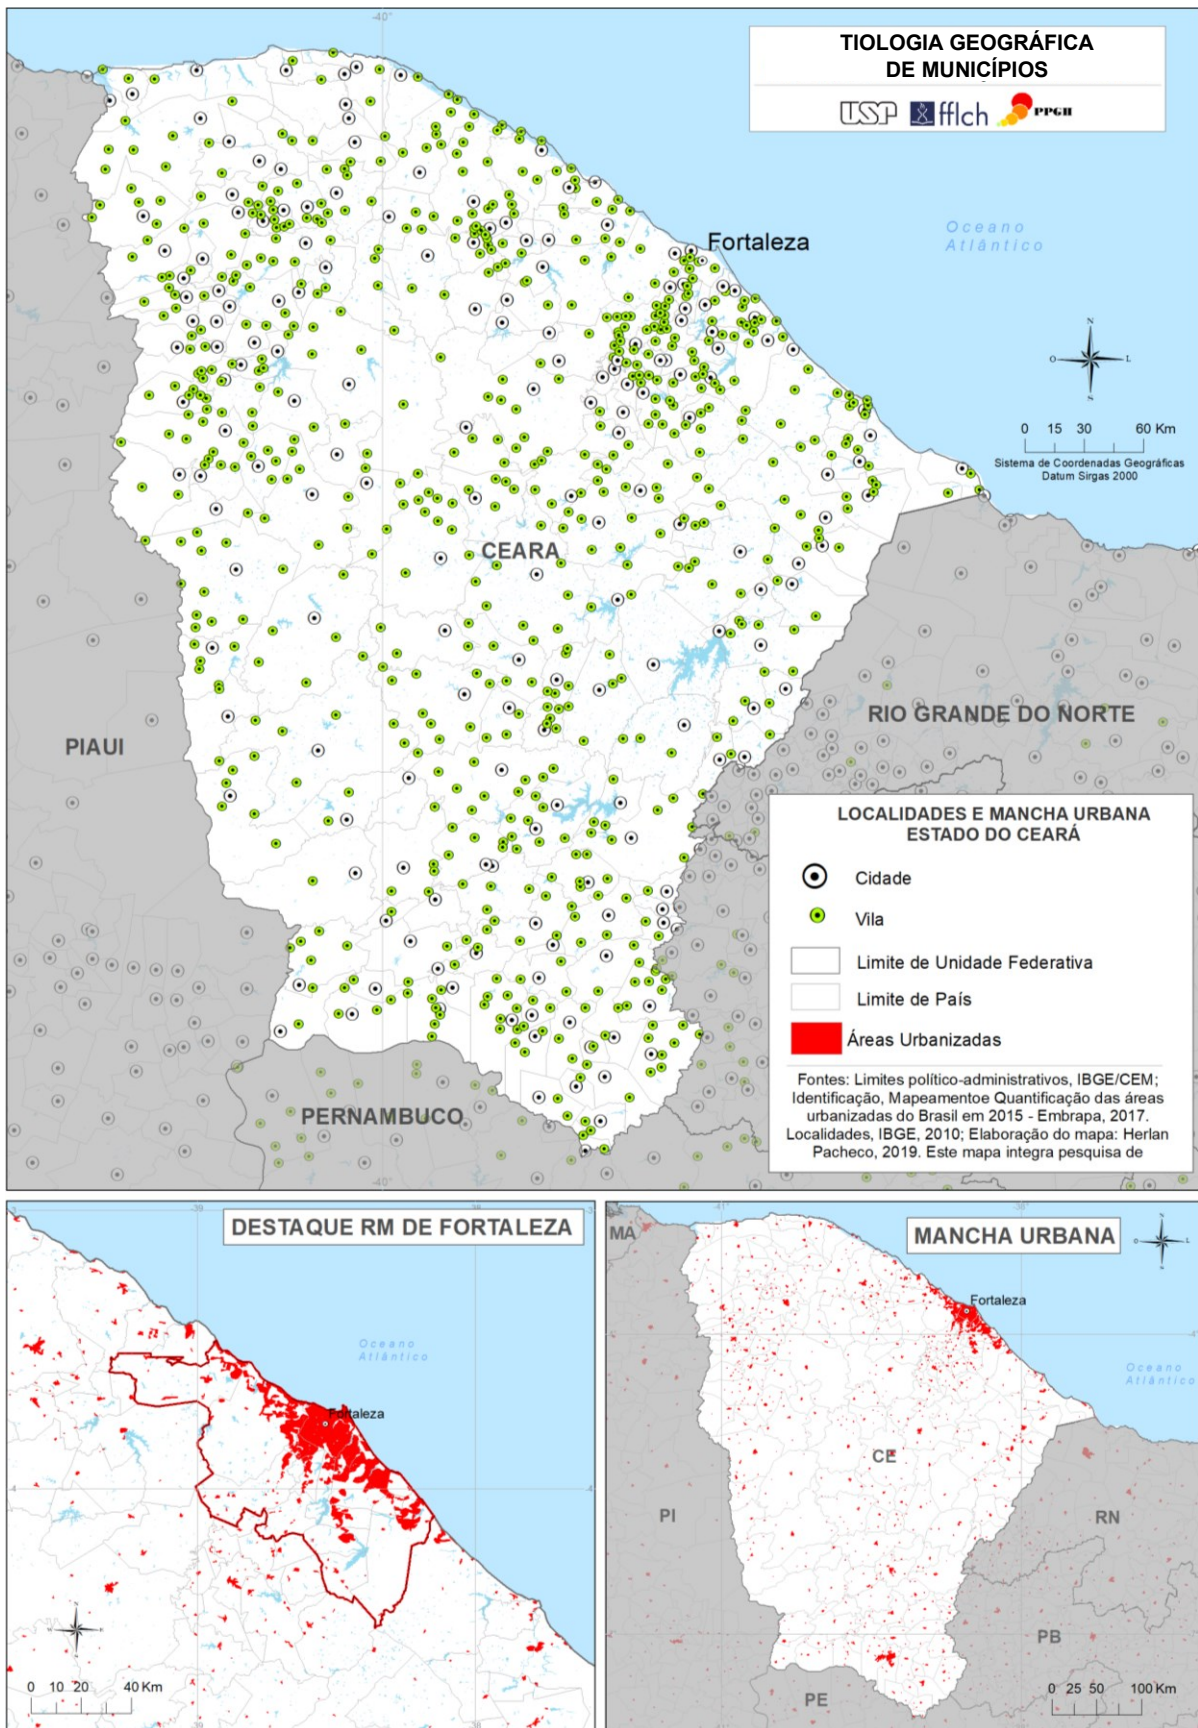 -40°
TIOLOGIA GEOGRÁFICA
DE MUNICÍPIOS
USP fflch PPGH
Fortaleza
Oceano
Atlântico
N
O L
S
0 15 30 60 Km
Sistema de Coordenadas Geográficas
Datum Sirgas 2000
CEARA
PIAUI
RIO GRANDE DO NORTE
PERNAMBUCO
-40
LOCALIDADES E MANCHA URBANA
ESTADO DO CEARÁ
Cidade
Vila
Limite de Unidade Federativa
Limite de País
Áreas Urbanizadas
Fontes: Limites político-administrativos, IBGE/CEM;
Identificação, Mapeamentoe Quantificação das áreas
urbanizadas do Brasil em 2015 - Embrapa, 2017.
Localidades, IBGE, 2010; Elaboração do mapa: Herlan
Pacheco, 2019. Este mapa integra pesquisa de
-39
DESTAQUE RM DE FORTALEZA
Oceano
Atlântico
Fortaleza
0 10 20 40 Km
-39
-38
MANCHA URBANA
MA
Fortaleza
Oceano
Atlântico
CE
PI
RN
PB
PE
0 25 50 100 Km